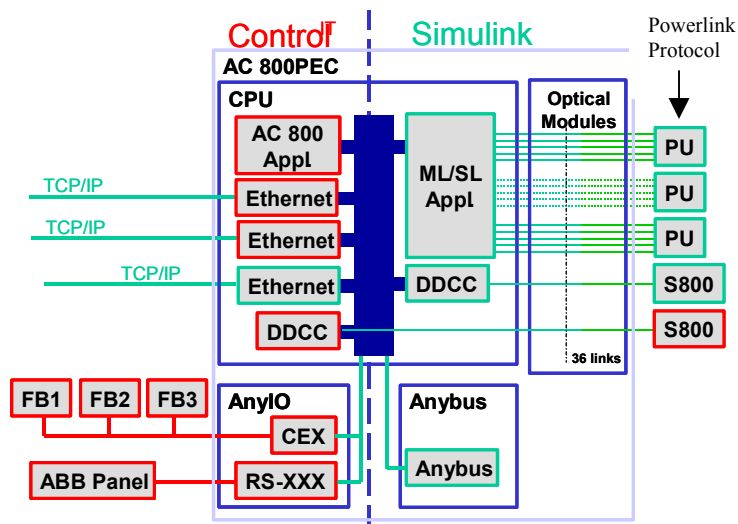 ControlIT
Simulink
Powerlink
Protocol
AC 800PEC
CPU
Optical
Modules
AC 800
Appl.
ML/SL
Appl.
PU
TCP/IP
Ethernet
PU
TCP/IP
Ethernet
PU
TCP/IP
Ethernet
DDCC
S800
DDCC
S800
36 links
FB1
FB2
FB3
AnyIO
Anybus
CEX
ABB Panel
RS-XXX
Anybus